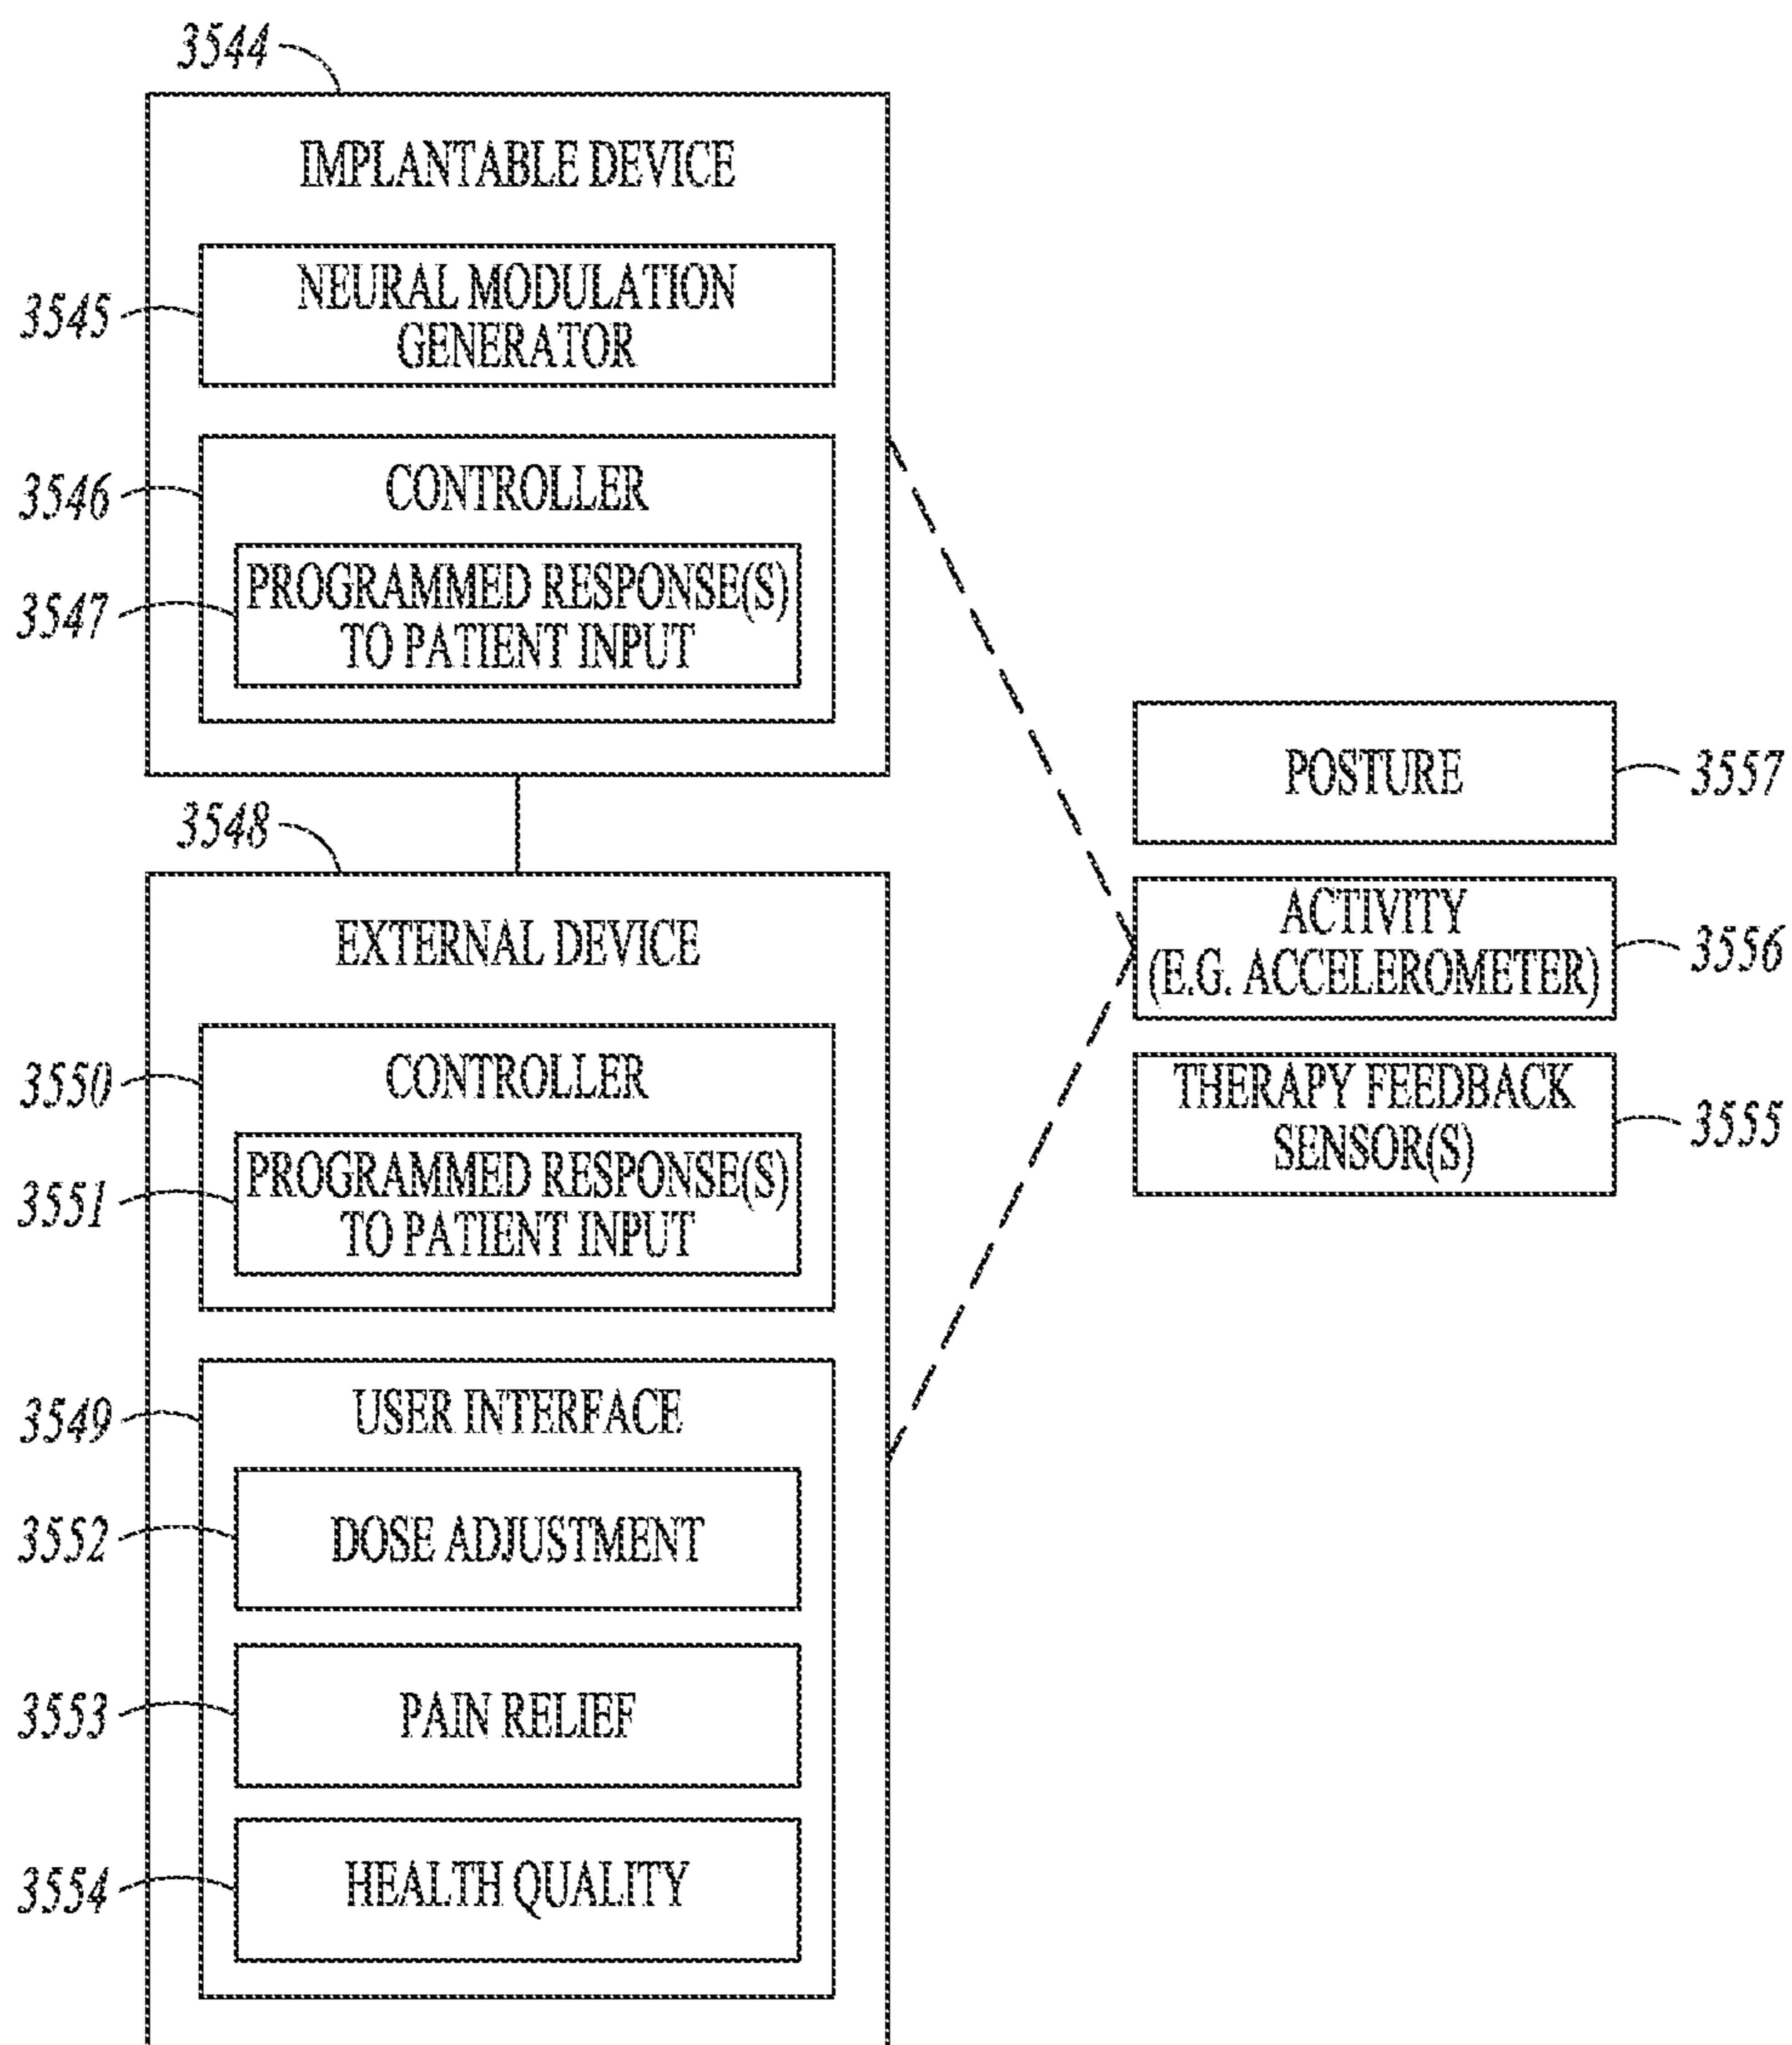 3544
IMPLANTABLE DEVICE
3545
NEURAL MODULATION
GENERATOR
3546
CONTROLLER
3547
PROGRAMMED RESPONSE(S)
TO PATIENT INPUT
3548
EXTERNAL DEVICE
3550
CONTROLLER
3551
PROGRAMMED RESPONSE(S)
TO PATIENT INPUT
3549
USER INTERFACE
3552
DOSE ADJUSTMENT
3553
PAIN RELIEF
3554
HEALTH QUALITY
POSTURE
3557
ACTIVITY
(E.G. ACCELEROMETER)
3556
THERAPY FEEDBACK
SENSOR(S)
3555